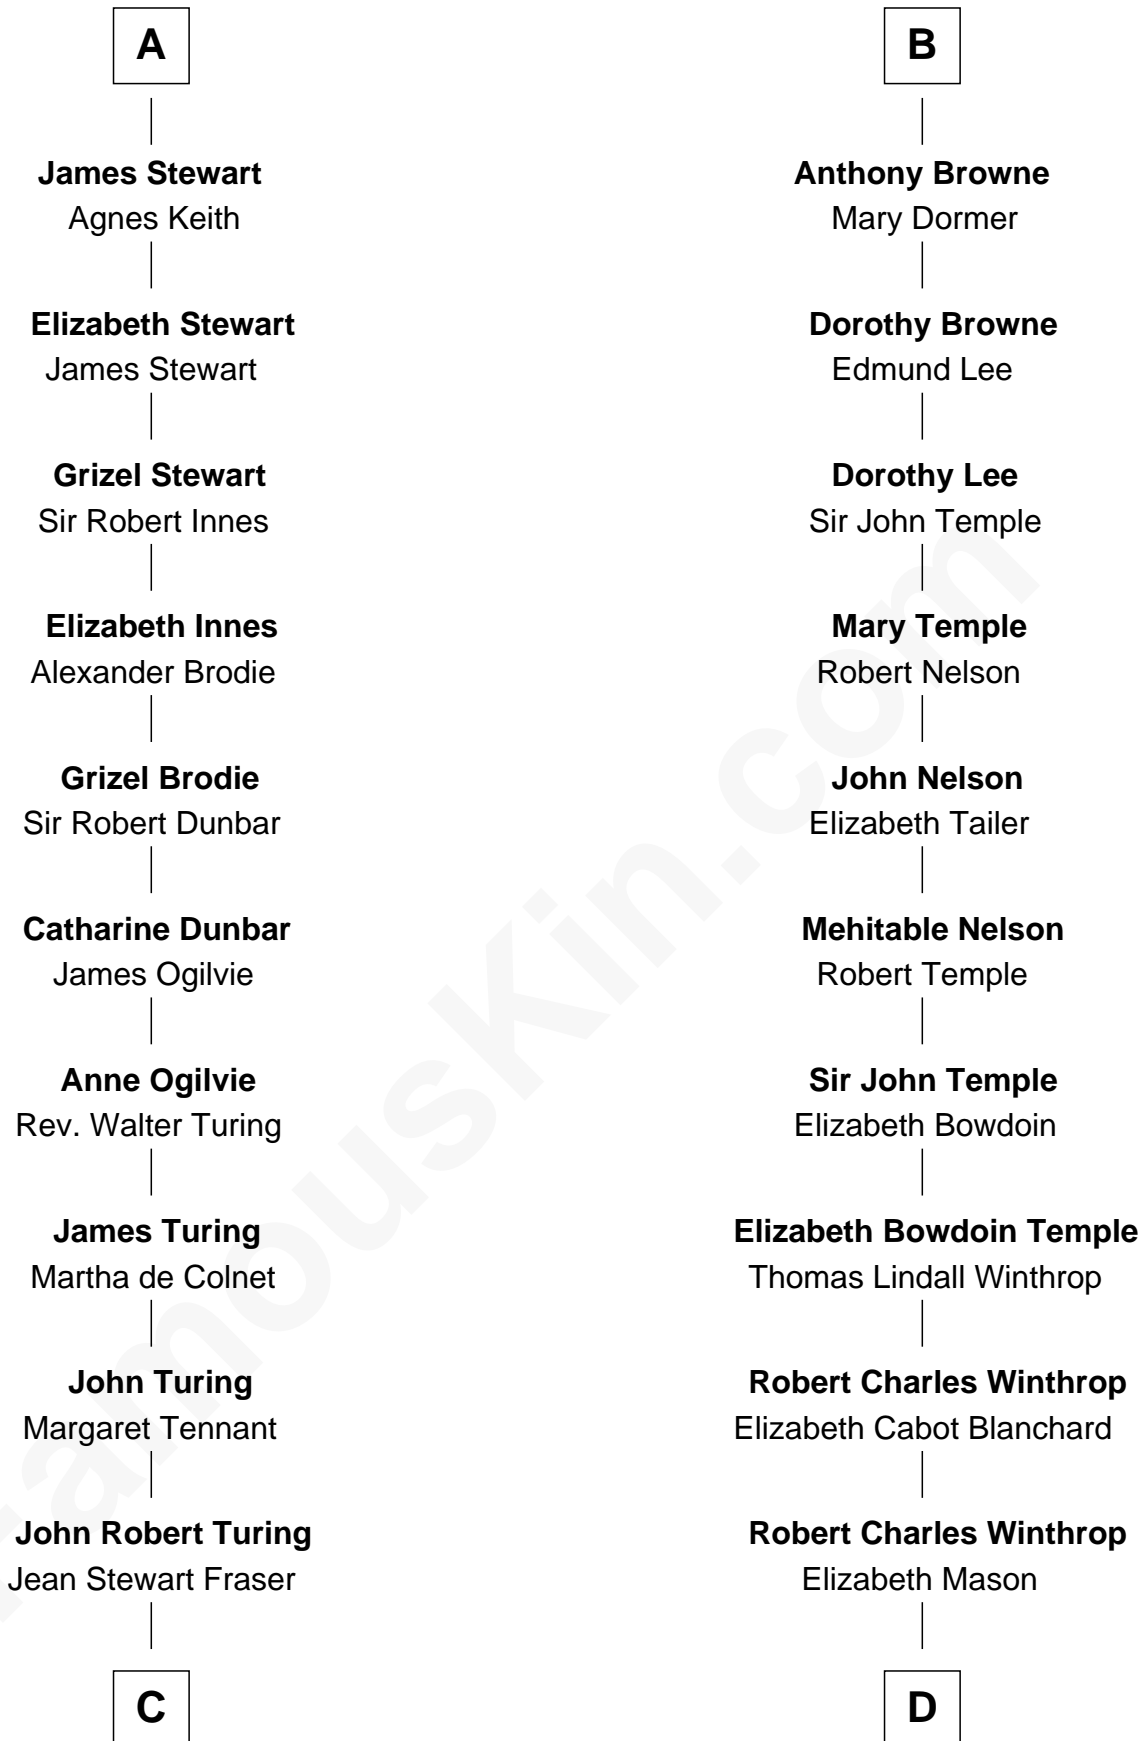 A
James Stewart
Agnes Keith
Elizabeth Stewart
James Stewart
Grizel Stewart
Sir Robert Innes
Elizabeth Innes
Alexander Brodie
Grizel Brodie
Sir Robert Dunbar
Catharine Dunbar
James Ogilvie
Anne Ogilvie
Rev. Walter Turing
James Turing
Martha de Colnet
John Turing
Margaret Tennant
John Robert Turing
Jean Stewart Fraser
C
B
Anthony Browne
Mary Dormer
Dorothy Browne
Edmund Lee
Dorothy Lee
Sir John Temple
Mary Temple
Robert Nelson
John Nelson
Elizabeth Tailer
Mehitable Nelson
Robert Temple
Sir John Temple
Elizabeth Bowdoin
Elizabeth Bowdoin Temple
Thomas Lindall Winthrop
Robert Charles Winthrop
Elizabeth Cabot Blanchard
Robert Charles Winthrop
Elizabeth Mason
D
FamousKin.com